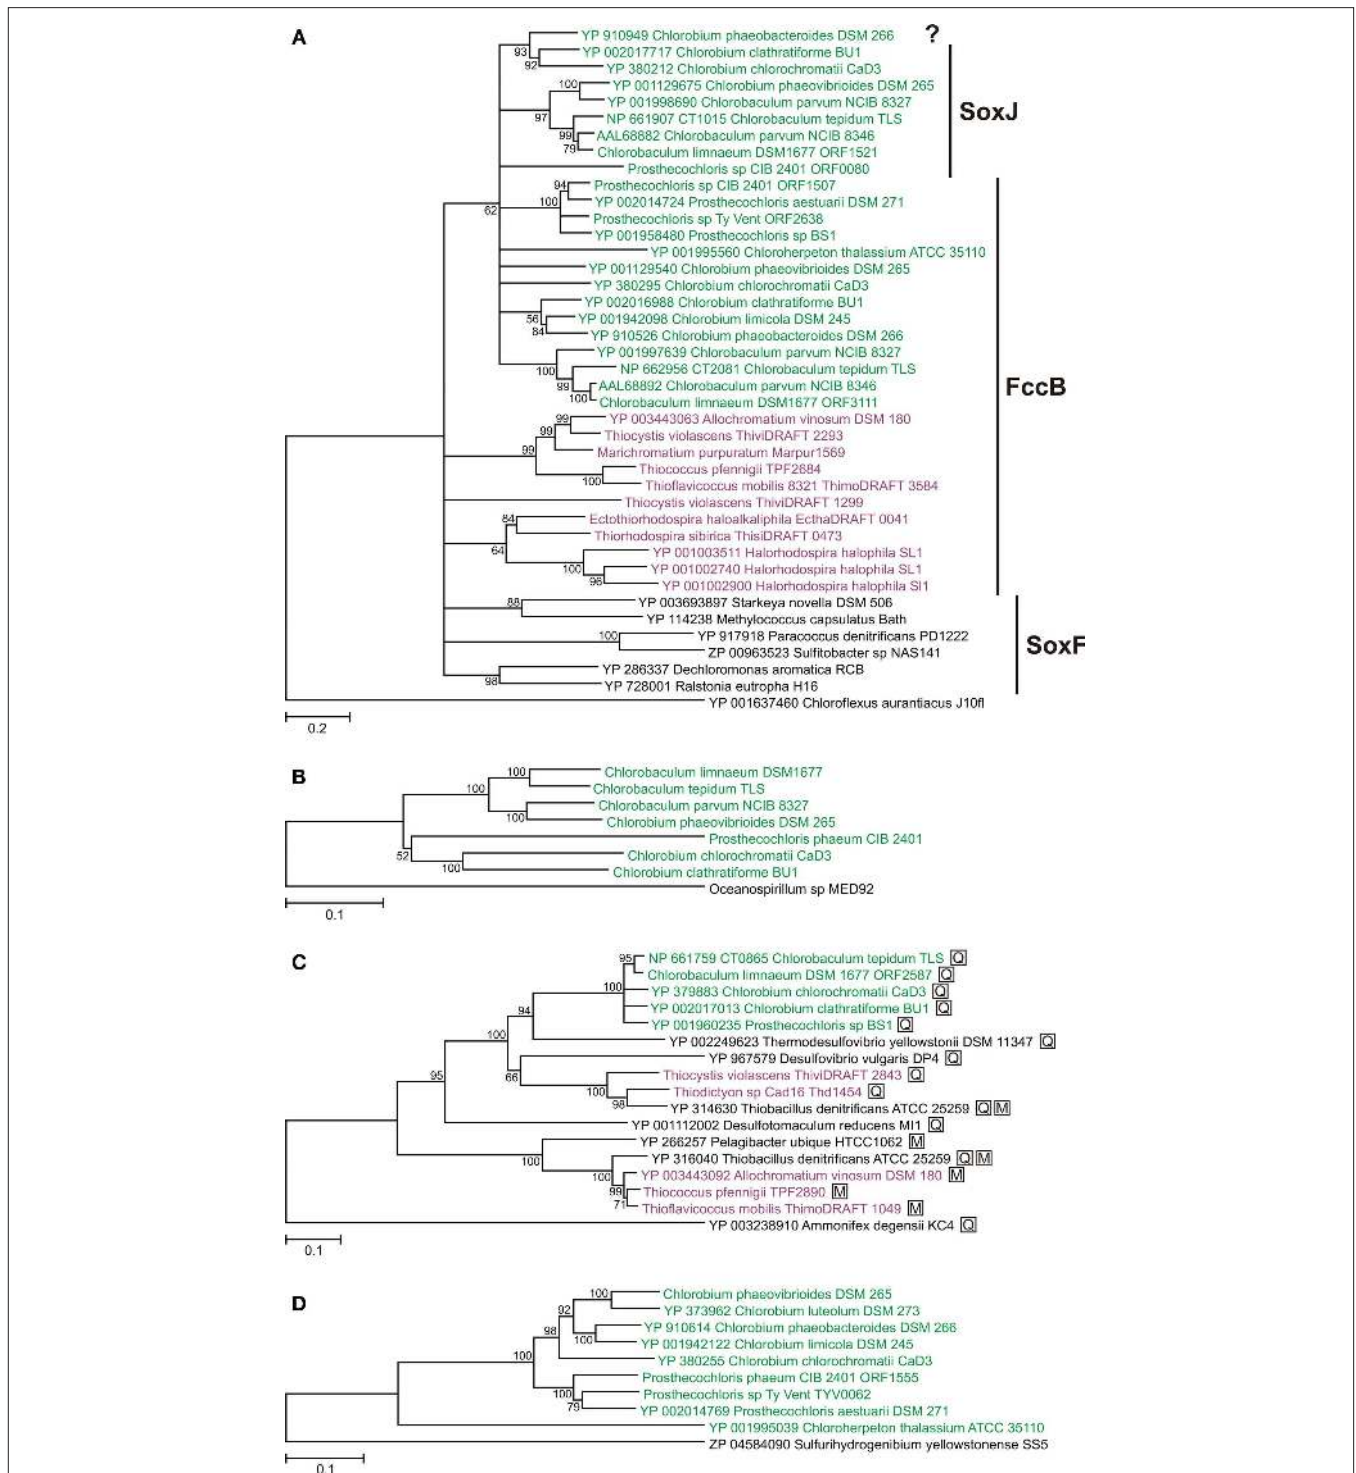 A
YP 910949 Chlorobium phaeobacteroides DSM 266
?
93
YP 002017717 Chlorobium clathratiforme BU1
92
YP 380212 Chlorobium chlorochromatii CaD3
100
YP 001129675 Chlorobium phaeovibrioides DSM 265
YP 001998690 Chlorobaculum parvum NCIB 8327
SoxJ
97
NP 661907 CT1015 Chlorobaculum tepidum TLS
99
AAL68882 Chlorobaculum parvum NCIB 8346
79
Chlorobaculum limnaeum DSM1677 ORF1521
Prosthecochloris sp CIB 2401 ORF0080
94
Prosthecochloris sp CIB 2401 ORF1507
100
YP 002014724 Prosthecochloris aestuarii DSM 271
62
Prosthecochloris sp Ty Vent ORF2638
YP 001958480 Prosthecochloris sp BS1
YP 001995560 Chloroherpeton thalassium ATCC 35110
YP 001129540 Chlorobium phaeovibrioides DSM 265
YP 380295 Chlorobium chlorochromatii CaD3
YP 002016988 Chlorobium clathratiforme BU1
56
YP 001942098 Chlorobium limicola DSM 245
84
YP 910526 Chlorobium phaeobacteroides DSM 266
YP 001997639 Chlorobaculum parvum NCIB 8327
100
NP 662956 CT2081 Chlorobaculum tepidum TLS
99
AAL68892 Chlorobaculum parvum NCIB 8346
FccB
100
Chlorobaculum limnaeum DSM1677 ORF3111
99
YP 003443063 Allochromatium vinosum DSM 180
99
Thiocystis violascens ThiviDRAFT 2293
99
Marichromatium purpuratum Marpur1569
Thiococcus pfennigii TPF2684
100
Thioflavicoccus mobilis 8321 ThimoDRAFT 3584
Thiocystis violascens ThiviDRAFT 1299
84
Ectothiorhodospira haloalkaliphila EcthaDRAFT 0041
Thiorhodospira sibirica ThisiDRAFT 0473
64
YP 001003511 Halorhodospira halophila SL1
100
YP 001002740 Halorhodospira halophila SL1
96
YP 001002900 Halorhodospira halophila Sl1
88
YP 003693897 Starkeya novella DSM 506
YP 114238 Methylococcus capsulatus Bath
100
YP 917918 Paracoccus denitrificans PD1222
ZP 00963523 Sulfitobacter sp NAS141
SoxF
YP 286337 Dechloromonas aromatica RCB
98
YP 728001 Ralstonia eutropha H16
YP 001637460 Chloroflexus aurantiacus J10fl
0.2
B
100
Chlorobaculum limnaeum DSM1677
100
Chlorobaculum tepidum TLS
Chlorobaculum parvum NCIB 8327
100
Chlorobium phaeovibrioides DSM 265
Prosthecochloris phaeum CIB 2401
52
Chlorobium chlorochromatii CaD3
100
Chlorobium clathratiforme BU1
Oceanospirillum sp MED92
0.1
C
95
NP 661759 CT0865 Chlorobaculum tepidum TLS Q
Chlorobaculum limnaeum DSM 1677 ORF2587 Q
100
YP 379883 Chlorobium chlorochromatii CaD3 Q
94
YP 002017013 Chlorobium clathratiforme BU1 Q
YP 001960235 Prosthecochloris sp BS1 Q
100
YP 002249623 Thermodesulfovibrio yellowstonii DSM 11347 Q
YP 967579 Desulfovibrio vulgaris DP4 Q
95
66
Thiocystis violascens ThiviDRAFT 2843 Q
100
Thiodictyon sp Cad16 Thd1454 Q
98
YP 314630 Thiobacillus denitrificans ATCC 25259 Q M
YP 001112002 Desulfotomaculum reducens MI1 Q
YP 266257 Pelagibacter ubique HTCC1062 M
100
YP 316040 Thiobacillus denitrificans ATCC 25259 Q M
100
YP 003443092 Allochromatium vinosum DSM 180 M
99
Thiococcus pfennigii TPF2890 M
71
Thioflavicoccus mobilis ThimoDRAFT 1049 M
YP 003238910 Ammonifex degensii KC4 Q
0.1
D
100
Chlorobium phaeovibrioides DSM 265
92
YP 373962 Chlorobium luteolum DSM 273
98
YP 910614 Chlorobium phaeobacteroides DSM 266
100
YP 001942122 Chlorobium limicola DSM 245
100
YP 380255 Chlorobium chlorochromatii CaD3
Prosthecochloris phaeum CIB 2401 ORF1555
100
Prosthecochloris sp Ty Vent TYV0062
79
YP 002014769 Prosthecochloris aestuarii DSM 271
YP 001995039 Chloroherpeton thalassium ATCC 35110
ZP 04584090 Sulfurihydrogenibium yellowstonense SS5
0.1